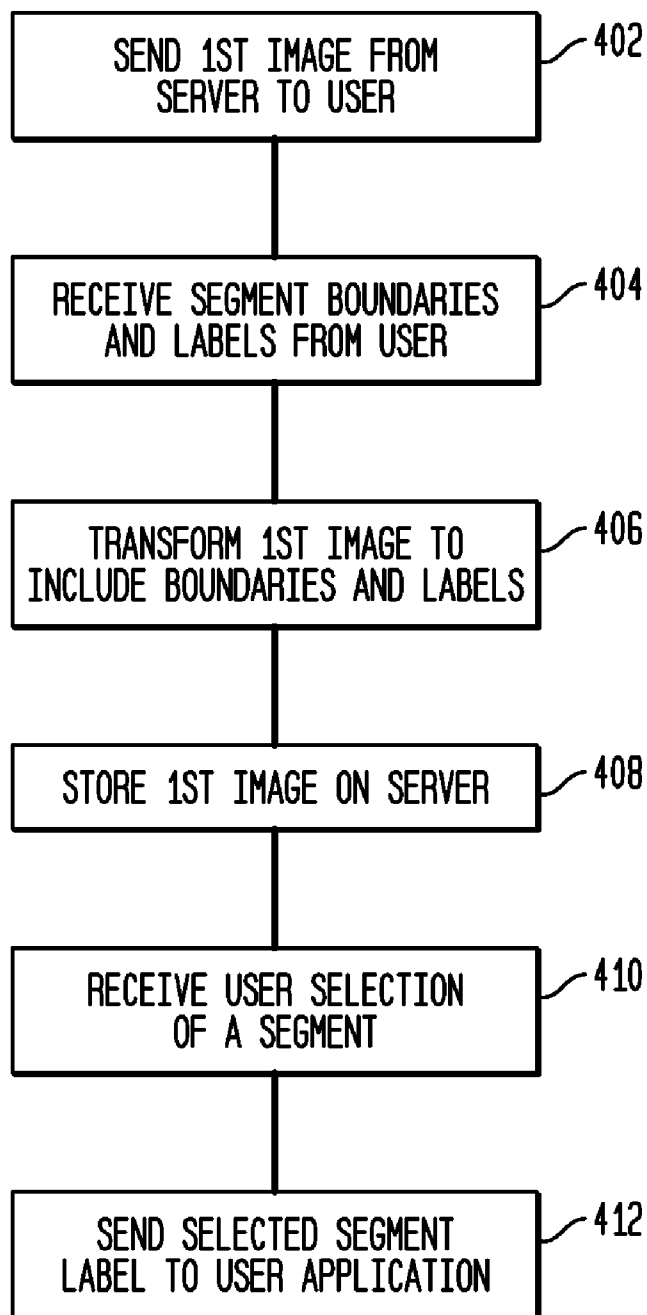 SEND 1ST IMAGE FROM
SERVER TO USER
402
RECEIVE SEGMENT BOUNDARIES
AND LABELS FROM USER
404
TRANSFORM 1ST IMAGE TO
INCLUDE BOUNDARIES AND LABELS
406
STORE 1ST IMAGE ON SERVER
408
RECEIVE USER SELECTION
OF A SEGMENT
410
SEND SELECTED SEGMENT
LABEL TO USER APPLICATION
412